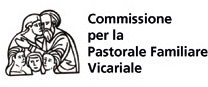 Commissione
per la
Pastorale Familiare
Vicariale